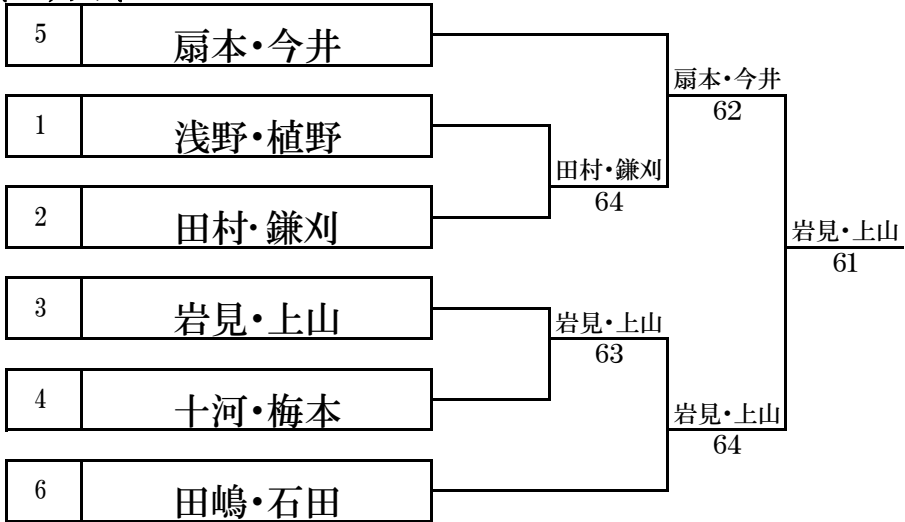 5 扇本・今井
扇本・今井
62
1 浅野・植野
田村・鎌刈
64
2 田村・鎌刈
岩見・上山
61
3 岩見・上山
岩見・上山
63
4 十河・梅本
岩見・上山
64
6 田嶋・石田